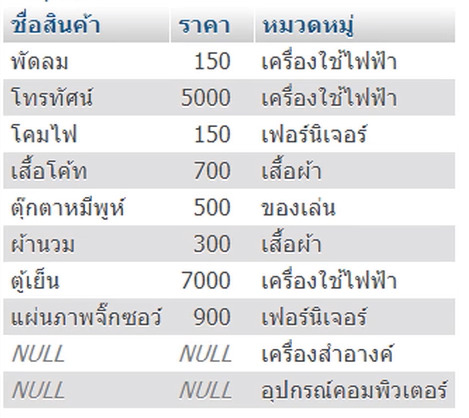 ชื่อสินค้า ราคา หมวดหมู่
พัดลม 150 เครื่องใช้ไฟฟ้า
โทรทัศน์ 5000 เครื่องใช้ไฟฟ้า
โคมไฟ 150 เฟอร์นิเจอร์
เสื้อโค้ท 700 เสื้อผ้า
ตุ๊กตาหมีพูห์ 500 ของเล่น
ผ้านวม 300 เสื้อผ้า
ตู้เย็น 7000 เครื่องใช้ไฟฟ้า
แผ่นภาพจิ๊กซอว์ 900 เฟอร์นิเจอร์
NULL NULL เครื่องสำอางค์
NULL NULL อุปกรณ์คอมพิวเตอร์